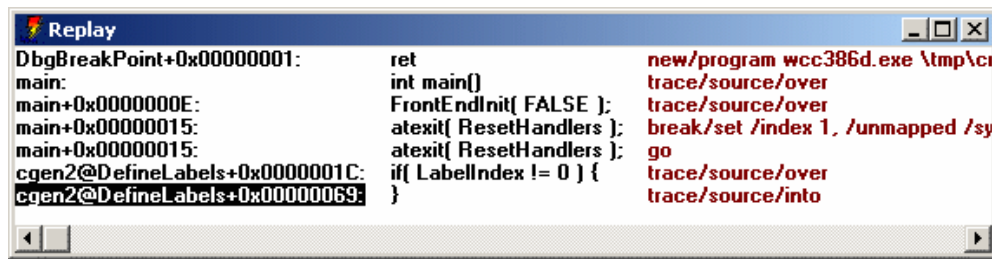 Replay
DbgBreakPoint+0x00000001: ret new/program wcc386d.exe \tmp\cr
main: int main() trace/source/over
main+0x0000000E: FrontEndInit( FALSE ); trace/source/over
main+0x00000015: atexit( ResetHandlers ); break/set /index 1, /unmapped /sy
main+0x00000015: atexit( ResetHandlers ); go
cgen2@DefineLabels+0x0000001C: if( LabelIndex != 0 ) { trace/source/over
cgen2@DefineLabels+0x00000069: } trace/source/into